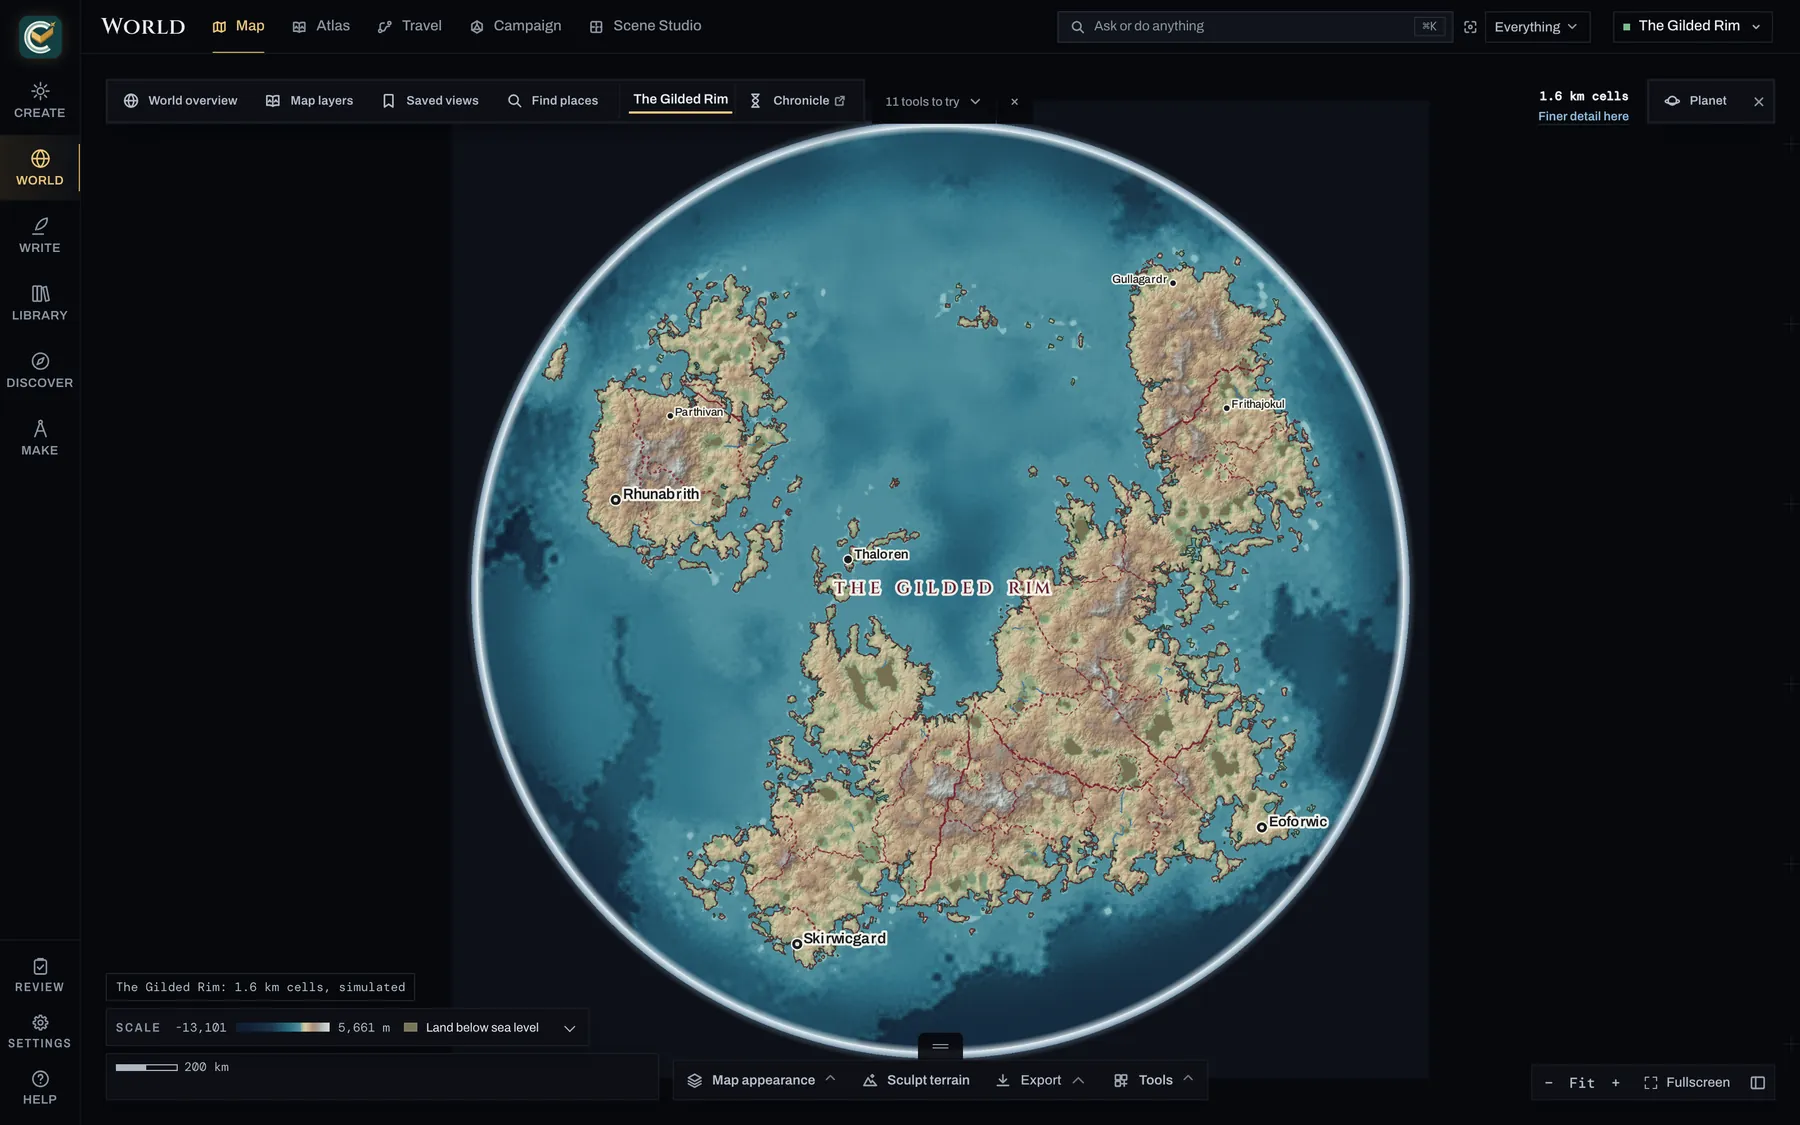 WORLD
Map
Atlas
Travel
Campaign
Scene Studio
Ask or do anything
⌘K
Everything
The Gilded Rim
CREATE
WORLD
WRITE
LIBRARY
DISCOVER
MAKE
REVIEW
SETTINGS
HELP
World overview
Map layers
Saved views
Find places
The Gilded Rim
Chronicle
11 tools to try
×
1.6 km cells
Finer detail here
Planet
Gullagardr
Parthivan
Frithajokul
Rhunabrith
Thaloren
THE GILDED RIM
Eoforwic
Skirwicgard
The Gilded Rim: 1.6 km cells, simulated
SCALE -13,101 5,661 m Land below sea level
200 km
Map appearance
Sculpt terrain
Export
Tools
− Fit +
Fullscreen